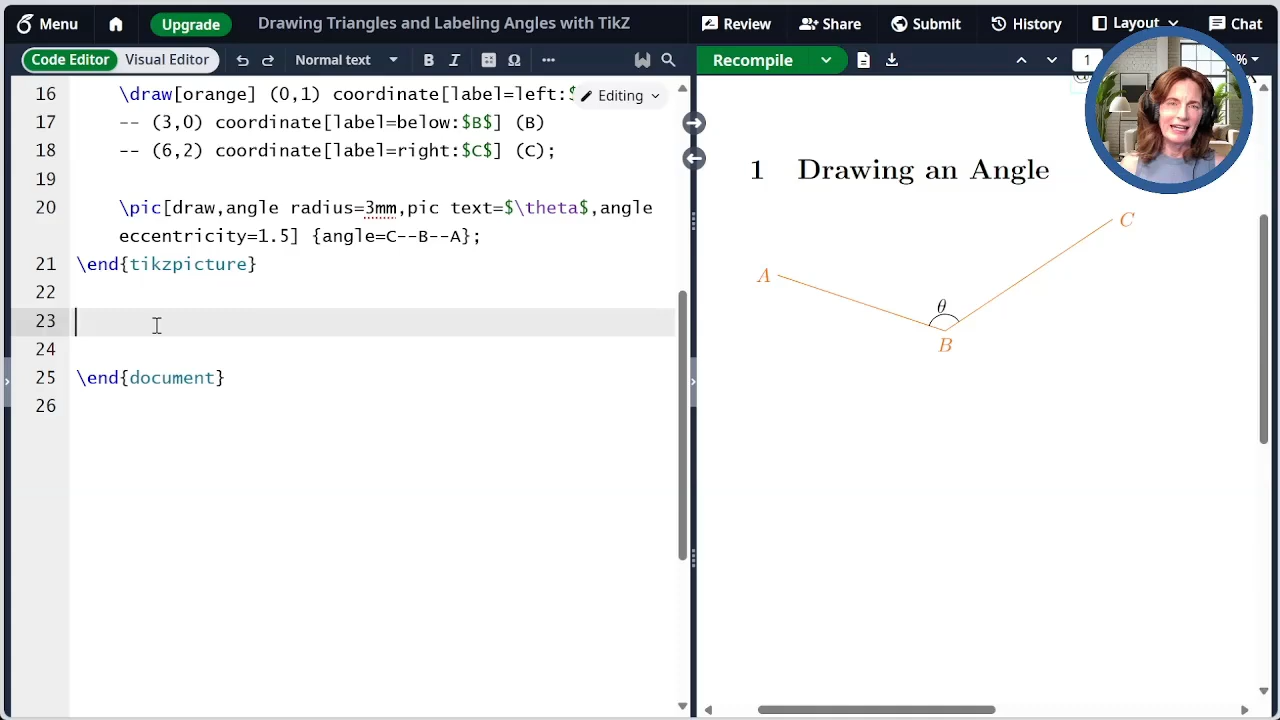 Menu Upgrade Drawing Triangles and Labeling Angles with TikZ Review Share Submit History Layout Chat
Code Editor Visual Editor Normal text B I Ω ••• Recompile 1 %
16 \draw[orange] (0,1) coordinate[label=left:$ Editing
17 -- (3,0) coordinate[label=below:$B$] (B)
18 -- (6,2) coordinate[label=right:$C$] (C);
19
20 \pic[draw,angle radius=3mm,pic text=$\theta$,angle
eccentricity=1.5] {angle=C--B--A};
21 \end{tikzpicture}
22
23
24
25 \end{document}
26
1 Drawing an Angle
C
A
θ
B